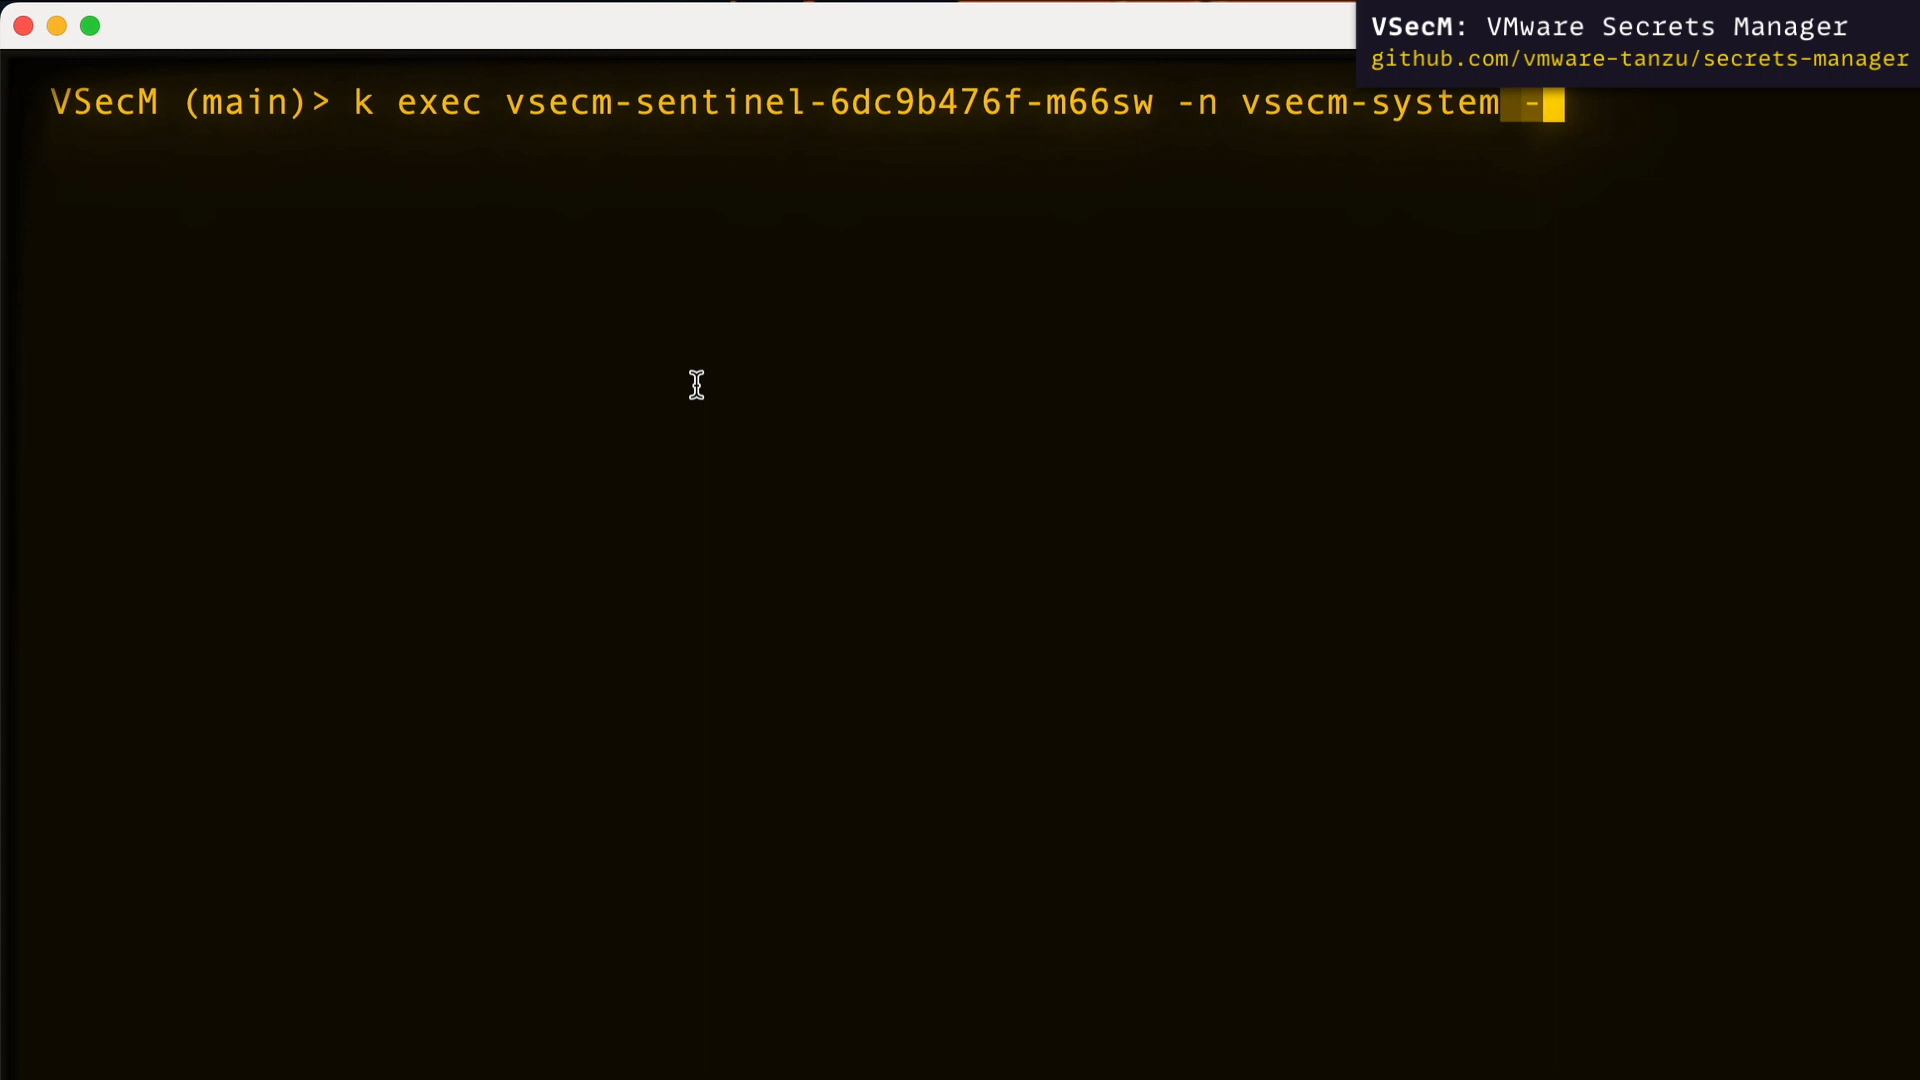 VSecM: VMware Secrets Manager
github.com/vmware-tanzu/secrets-manager
VSecM (main)> k exec vsecm-sentinel-6dc9b476f-m66sw -n vsecm-system -